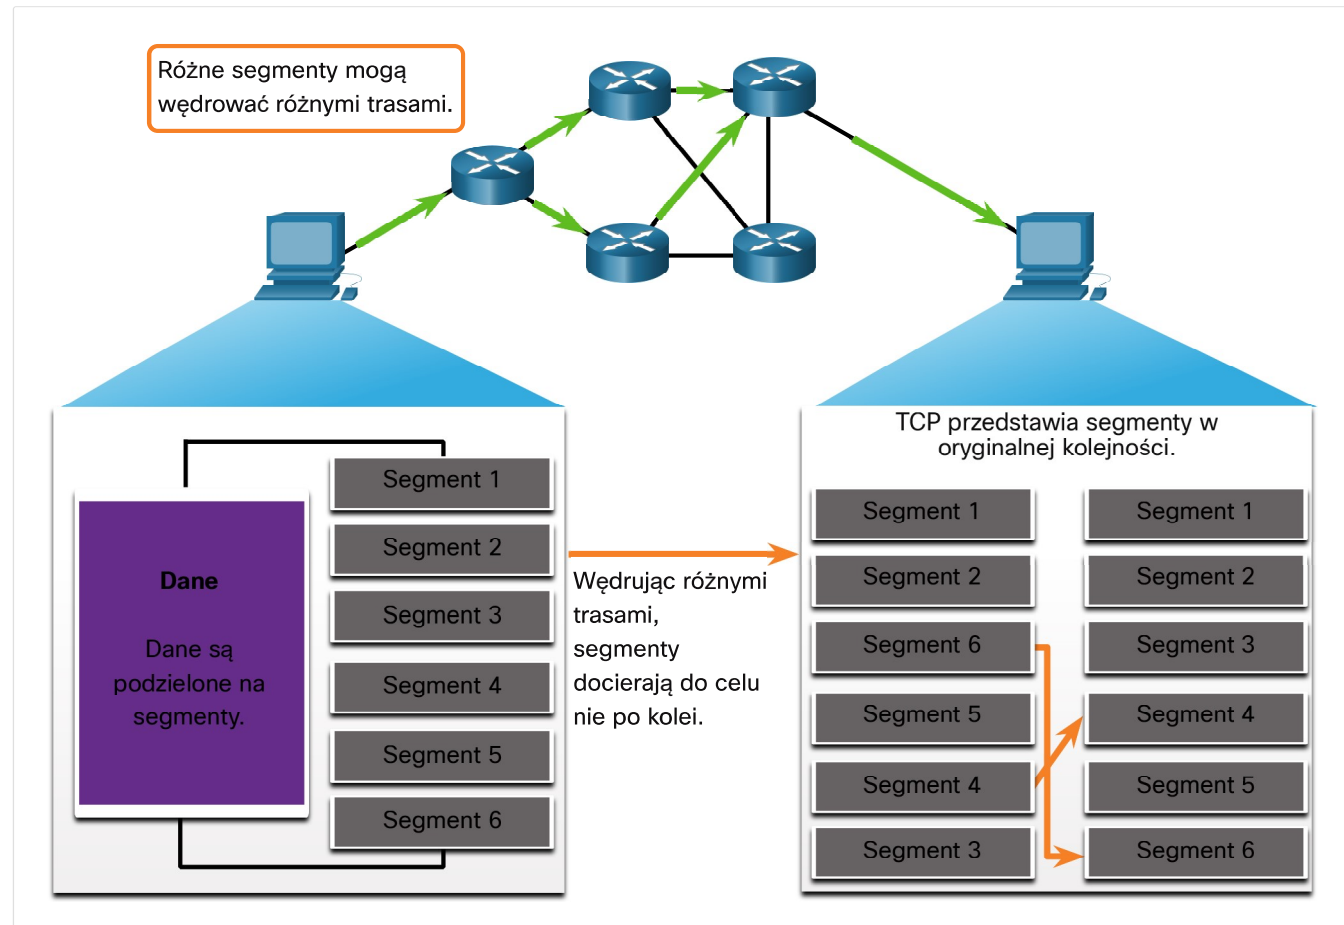 Różne segmenty mogą
wędrować różnymi trasami.
Dane
Dane są
podzielone na
segmenty.
Segment 1
Segment 2
Segment 3
Segment 4
Segment 5
Segment 6
Wędrując różnymi
trasami,
segmenty
docierają do celu
nie po kolei.
TCP przedstawia segmenty w
oryginalnej kolejności.
Segment 1
Segment 2
Segment 6
Segment 5
Segment 4
Segment 3
Segment 1
Segment 2
Segment 3
Segment 4
Segment 5
Segment 6